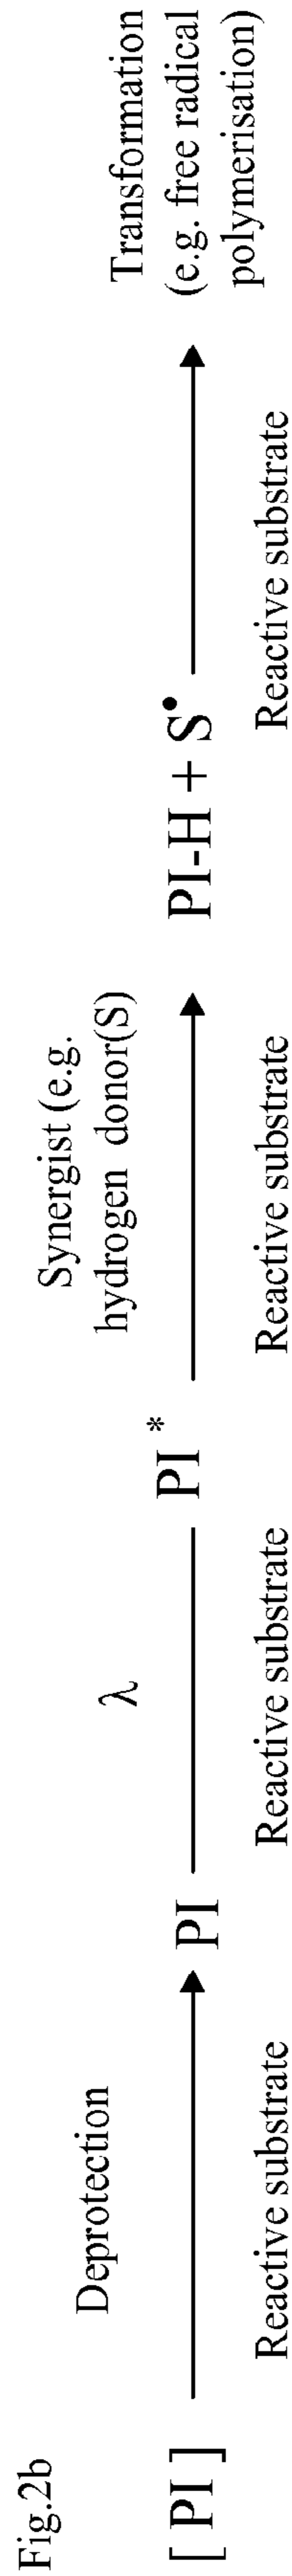 Fig.2b
[ PI ]
Deprotection
Reactive substrate
PI
λ
Reactive substrate
PI *
Synergist (e.g.
hydrogen donor(S)
Reactive substrate
PI-H + S•
Reactive substrate
Transformation
(e.g. free radical
polymerisation)